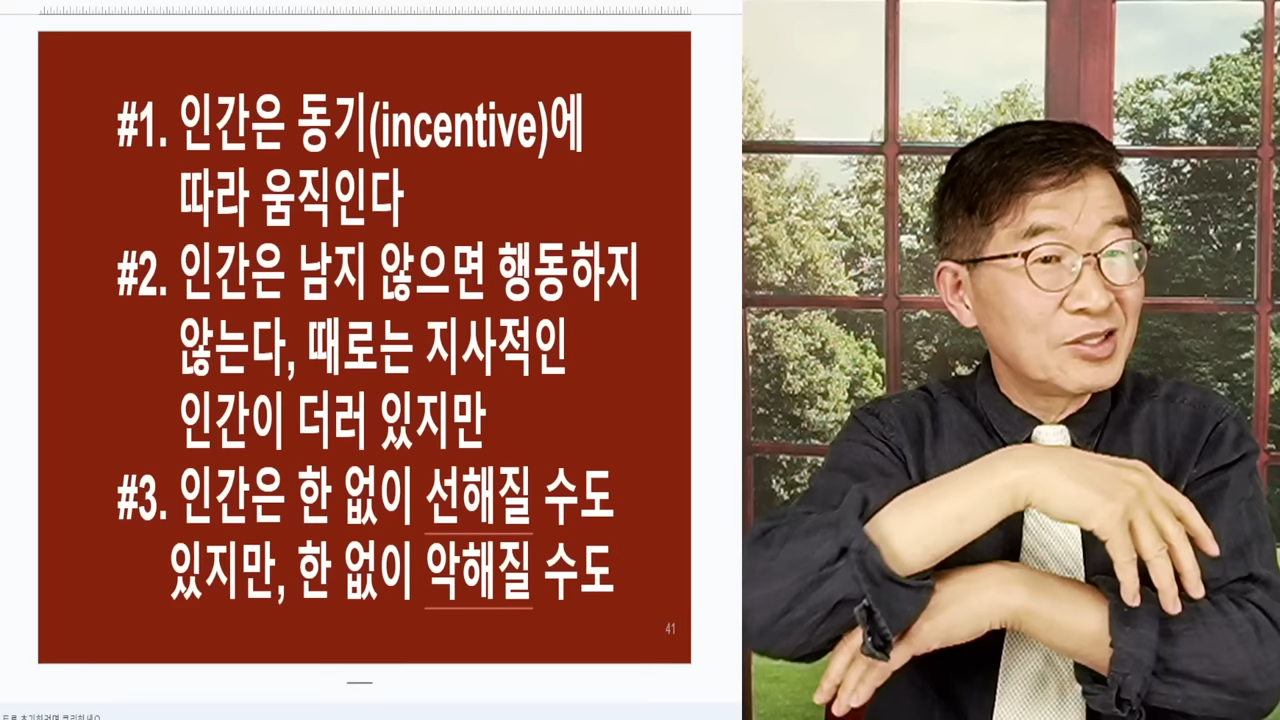 #1. 인간은 동기(incentive)에
따라 움직인다
#2. 인간은 남지 않으면 행동하지
않는다, 때로는 지사적인
인간이 더러 있지만
#3. 인간은 한 없이 선해질 수도
있지만, 한 없이 악해질 수도
41